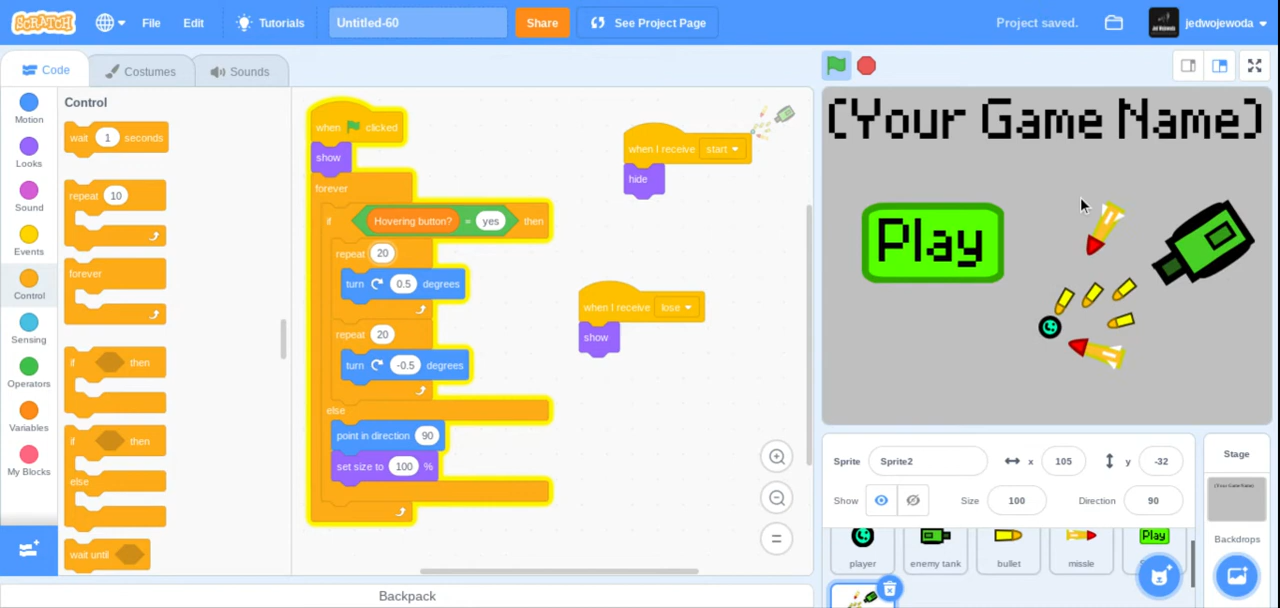 SCRATCH File Edit Tutorials Untitled-60 Share See Project Page Project saved. jedwojewoda
Code Costumes Sounds
Motion
Looks
Sound
Events
Control
Sensing
Operators
Variables
My Blocks
Control
wait 1 seconds
repeat 10
forever
if then
if then
else
wait until
when clicked
show
forever
if Hovering button? = yes then
repeat 20
turn 0.5 degrees
repeat 20
turn -0.5 degrees
else
point in direction 90
set size to 100 %
when I receive start
hide
when I receive lose
show
Backpack
(Your Game Name)
Play
Sprite Sprite2 x 105 y -32
Show Size 100 Direction 90
player enemy tank bullet missle Play
Stage
(Your Game Name)
Backdrops